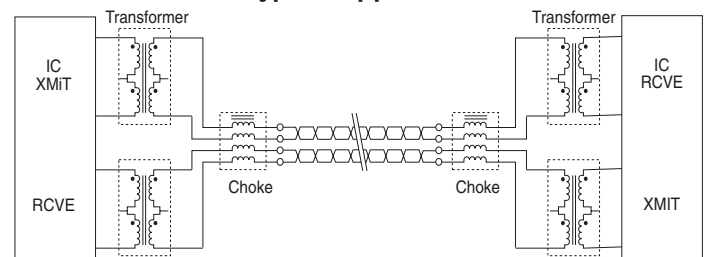 Transformer
Transformer
IC
XMiT
IC
RCVE
Choke
Choke
RCVE
XMIT